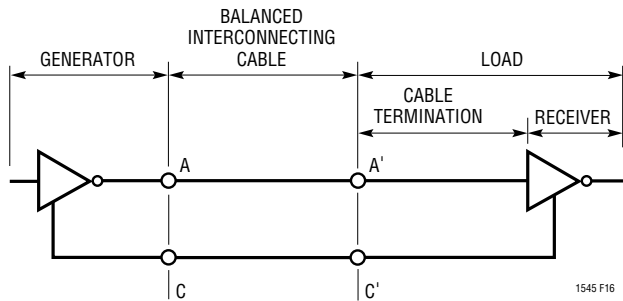 BALANCED
INTERCONNECTING
CABLE
GENERATOR
LOAD
CABLE
TERMINATION
RECEIVER
A
A'
C
C'
1545 F16